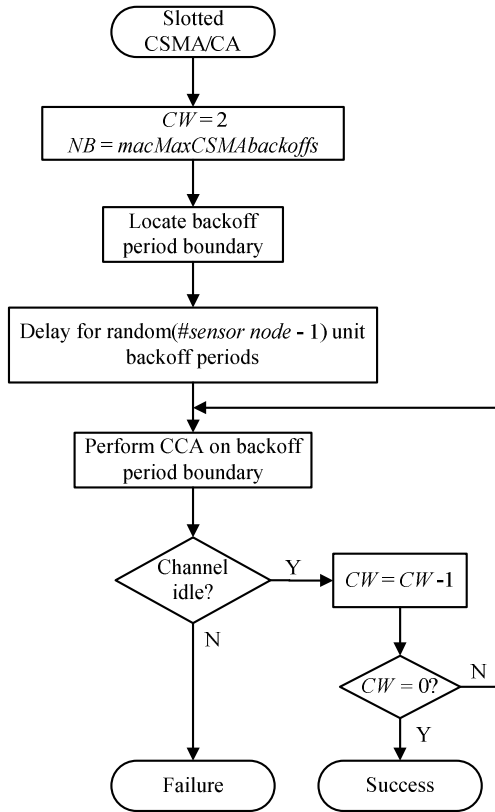 Slotted
CSMA/CA
CW = 2
NB = macMaxCSMAbackoffs
Locate backoff
period boundary
Delay for random(#sensor node - 1) unit
backoff periods
Perform CCA on backoff
period boundary
Channel
idle?
Y
CW = CW -1
N
CW = 0?
N
Y
Failure
Success